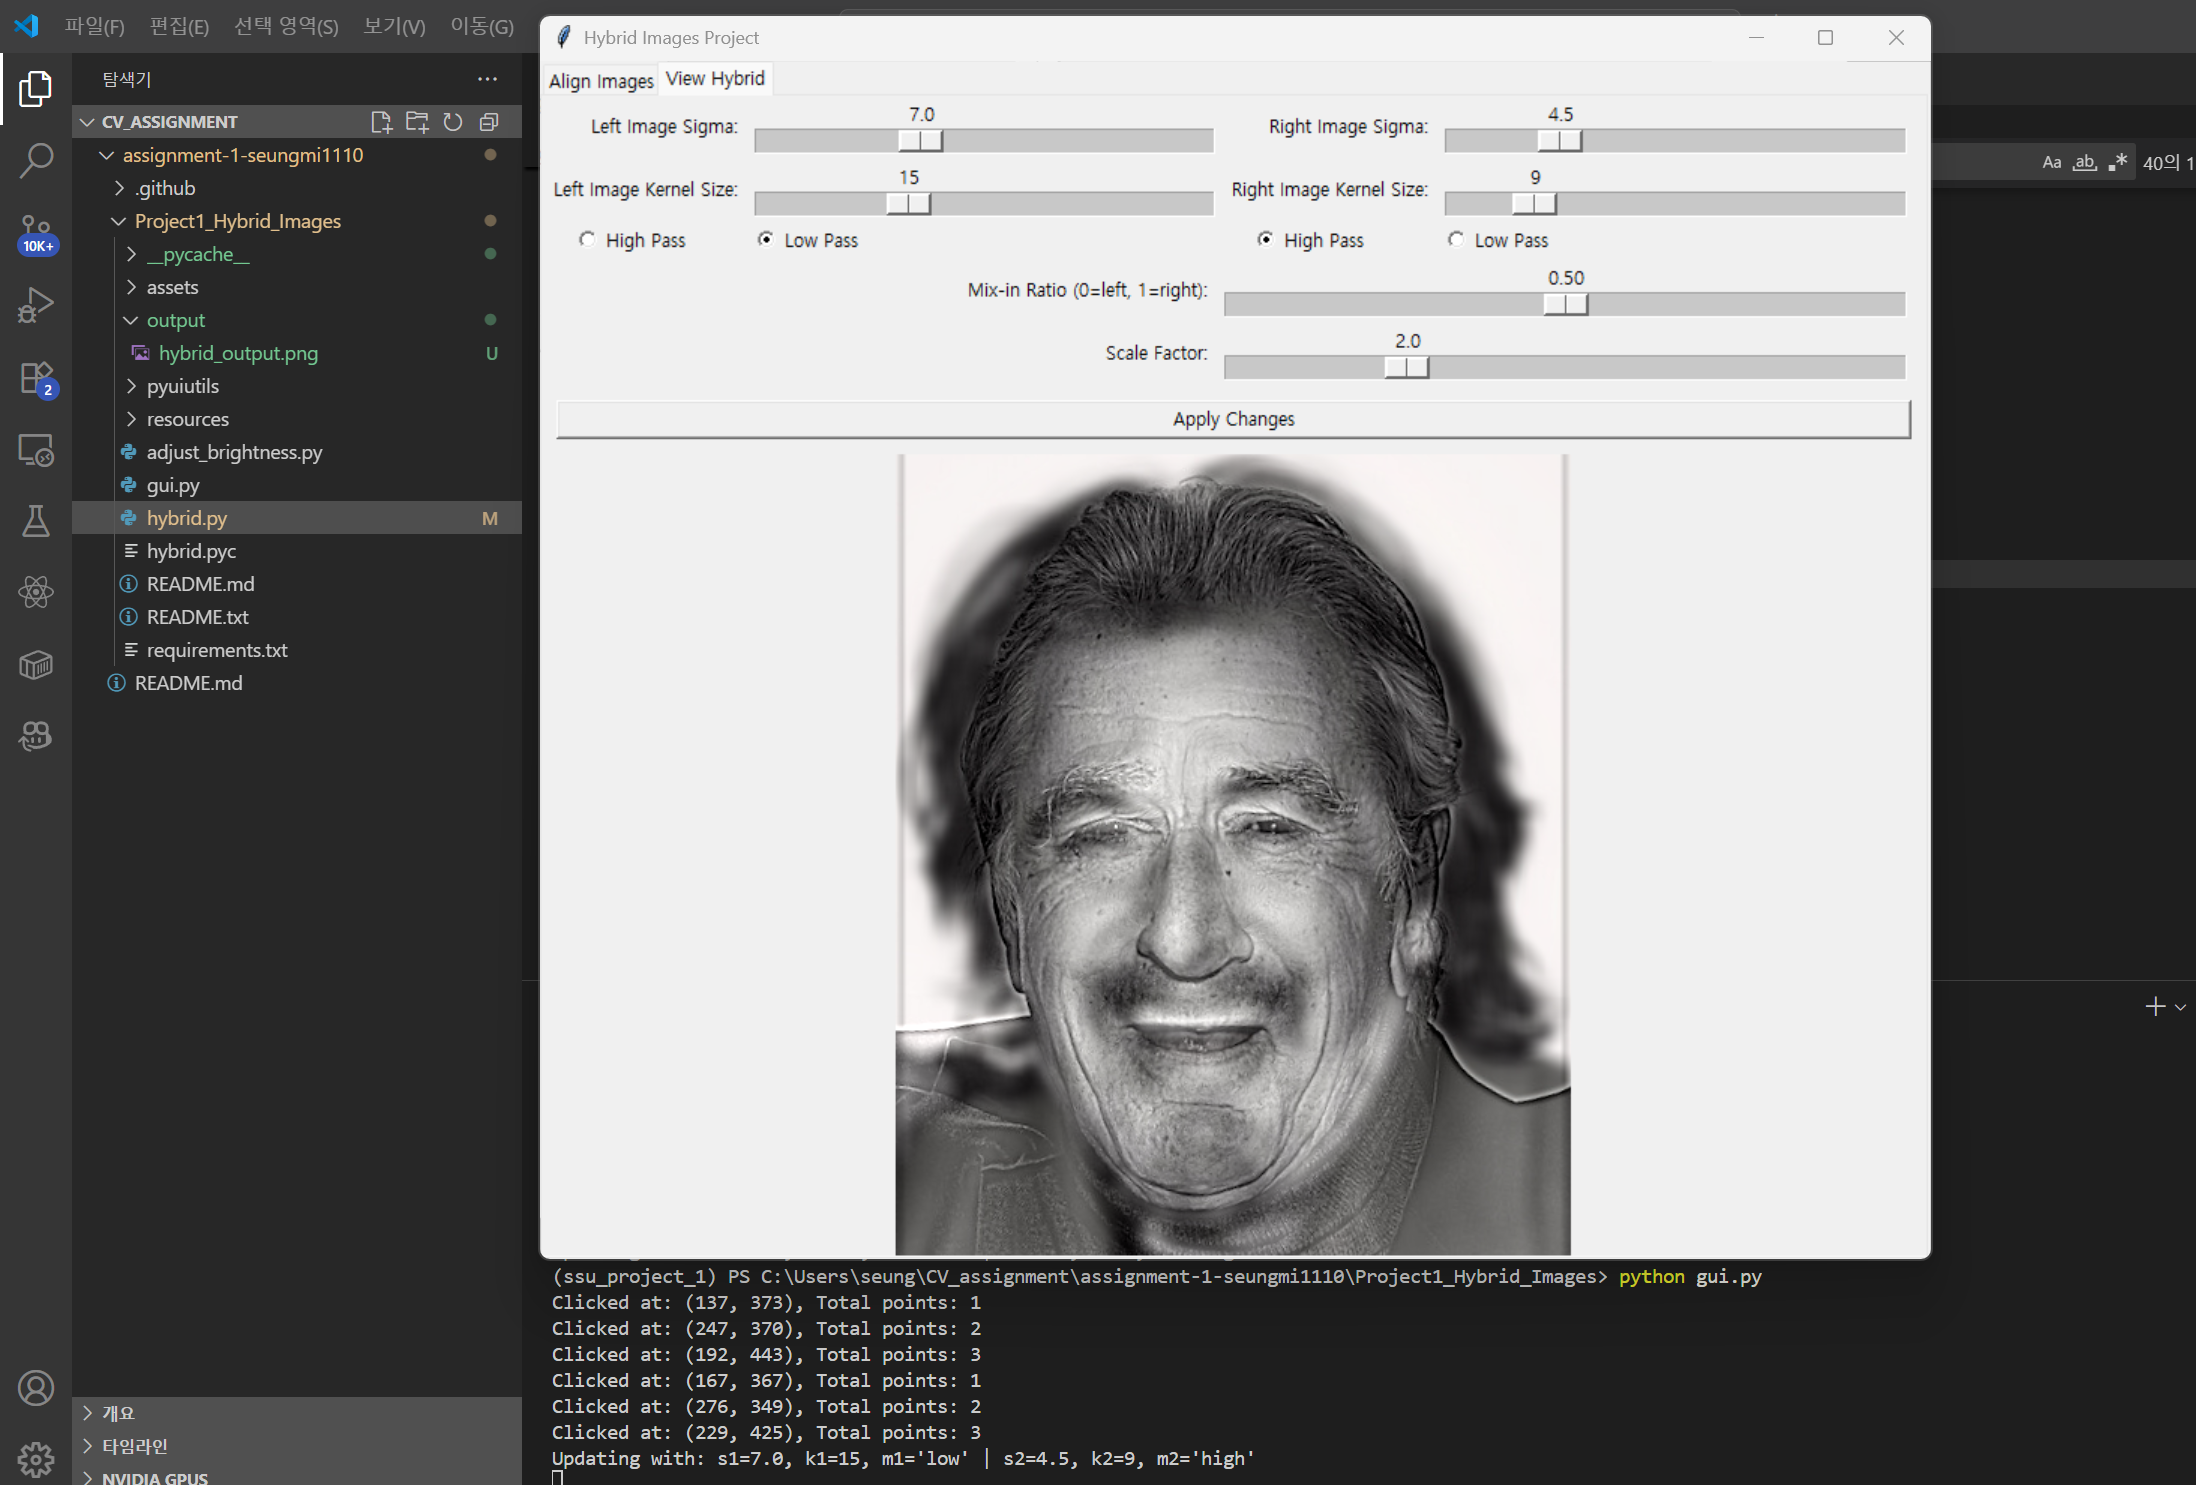 파일(F) 편집(E) 선택 영역(S) 보기(V) 이동(G)
탐색기
CV_ASSIGNMENT
assignment-1-seungmi1110
.github
Project1_Hybrid_Images
__pycache__
assets
output
hybrid_output.png U
pyuiutils
resources
adjust_brightness.py
gui.py
hybrid.py M
hybrid.pyc
README.md
README.txt
requirements.txt
README.md
10K+
2
개요
타임라인
NVIDIA GPUS
Hybrid Images Project
Align Images View Hybrid
7.0
Left Image Sigma:
4.5
Right Image Sigma:
15
Left Image Kernel Size:
9
Right Image Kernel Size:
High Pass Low Pass
High Pass Low Pass
0.50
Mix-in Ratio (0=left, 1=right):
2.0
Scale Factor:
Apply Changes
Aa ab 40의 1
(ssu_project_1) PS C:\Users\seung\CV_assignment\assignment-1-seungmi1110\Project1_Hybrid_Images> python gui.py
Clicked at: (137, 373), Total points: 1
Clicked at: (247, 370), Total points: 2
Clicked at: (192, 443), Total points: 3
Clicked at: (167, 367), Total points: 1
Clicked at: (276, 349), Total points: 2
Clicked at: (229, 425), Total points: 3
Updating with: s1=7.0, k1=15, m1='low' | s2=4.5, k2=9, m2='high'